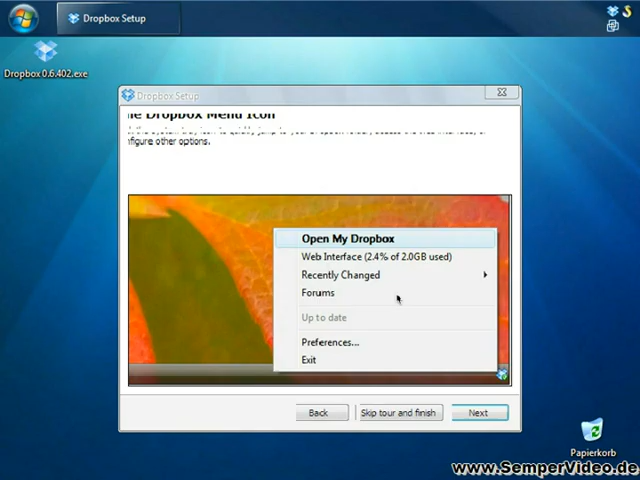 Dropbox Setup
Dropbox 0.6.402.exe
Dropbox Setup
Dropbox Menu Icon
figure other options.
Open My Dropbox
Web Interface (2.4% of 2.0GB used)
Recently Changed
Forums
Up to date
Preferences...
Exit
Back
Skip tour and finish
Next
Papierkorb
www.SemperVideo.de